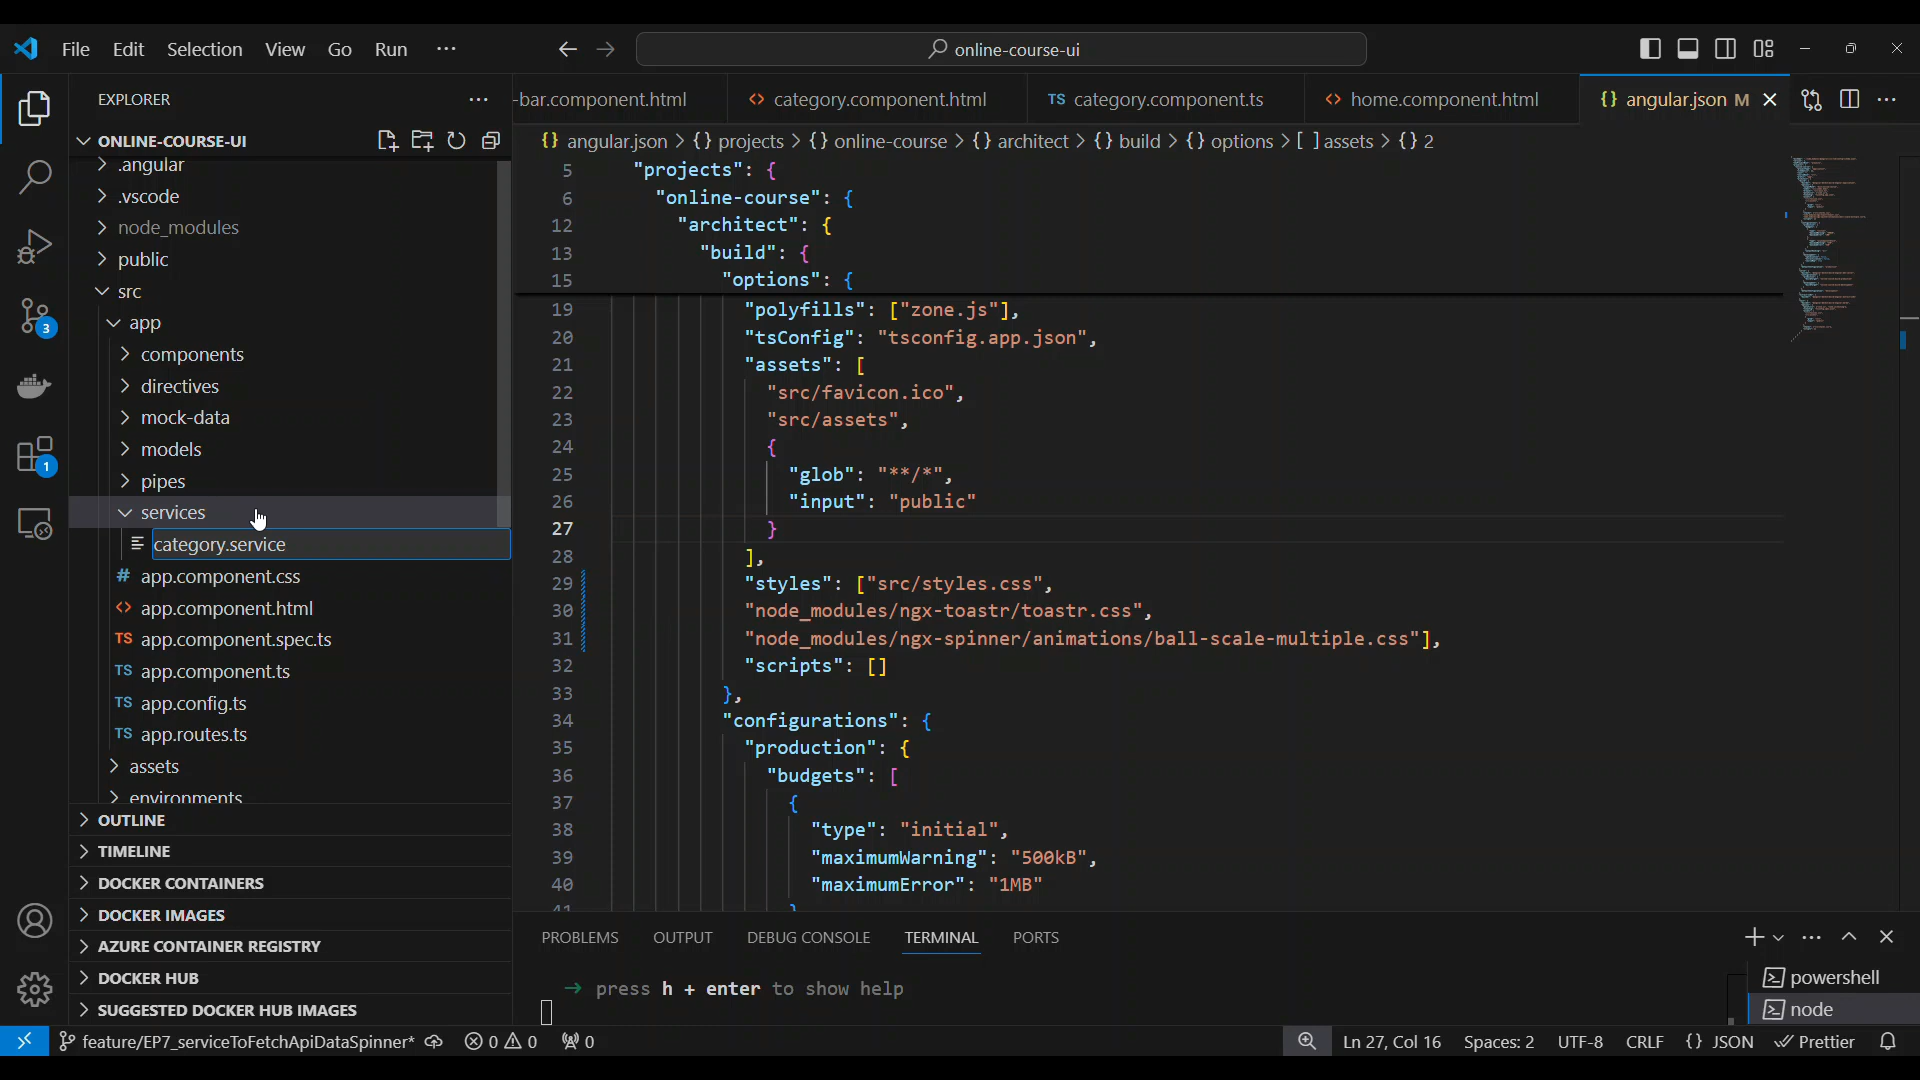 File Edit Selection View Go Run ...
online-course-ui
EXPLORER
ONLINE-COURSE-UI
.angular
.vscode
node_modules
public
src
app
components
directives
mock-data
models
pipes
services
category.service
# app.component.css
<> app.component.html
TS app.component.spec.ts
TS app.component.ts
TS app.config.ts
TS app.routes.ts
assets
environments
OUTLINE
TIMELINE
DOCKER CONTAINERS
DOCKER IMAGES
AZURE CONTAINER REGISTRY
DOCKER HUB
SUGGESTED DOCKER HUB IMAGES
3
1
-bar.component.html <> category.component.html TS category.component.ts <> home.component.html {} angular.json M
{} angular.json > {} projects > {} online-course > {} architect > {} build > {} options > [ ] assets > {} 2
5 "projects": {
6 "online-course": {
12 "architect": {
13 "build": {
15 "options": {
19 "polyfills": ["zone.js"],
20 "tsConfig": "tsconfig.app.json",
21 "assets": [
22 "src/favicon.ico",
23 "src/assets",
24 {
25 "glob": "**/*",
26 "input": "public"
27 }
28 ],
29 "styles": ["src/styles.css",
30 "node_modules/ngx-toastr/toastr.css",
31 "node_modules/ngx-spinner/animations/ball-scale-multiple.css"],
32 "scripts": []
33 },
34 "configurations": {
35 "production": {
36 "budgets": [
37 {
38 "type": "initial",
39 "maximumWarning": "500kB",
40 "maximumError": "1MB"
41 }
PROBLEMS OUTPUT DEBUG CONSOLE TERMINAL PORTS
→ press h + enter to show help
powershell
node
feature/EP7_serviceToFetchApiDataSpinner* 0 0 0 Ln 27, Col 16 Spaces: 2 UTF-8 CRLF {} JSON Prettier